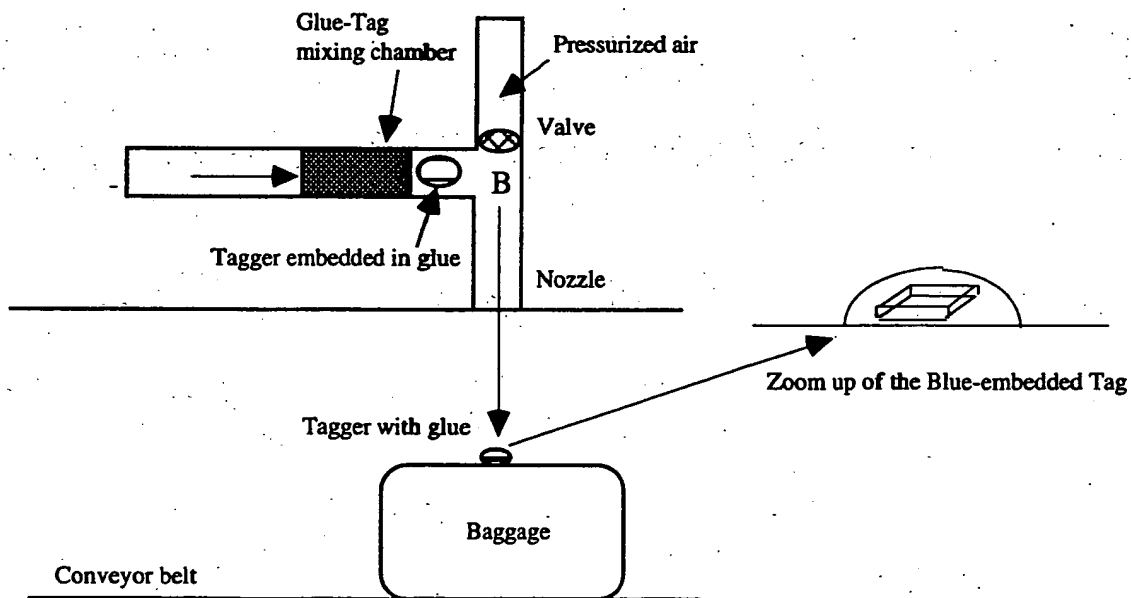 Glue-Tag
mixing chamber
Pressurized air
Valve
B
Tagger embedded in glue
Nozzle
Zoom up of the Blue-embedded Tag
Tagger with glue
Baggage
Conveyor belt